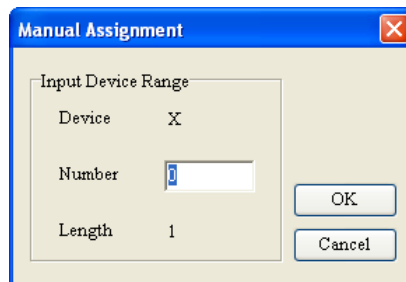 Manual Assignment
Input Device Range
Device X
Number 0
Length 1
OK
Cancel